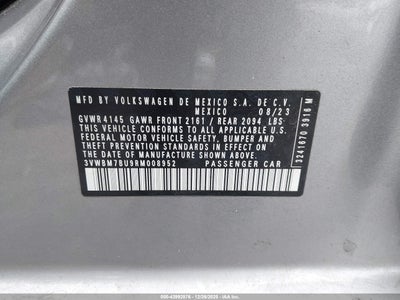 MFD BY VOLKSWAGEN DE MEXICO S.A. DE C.V.
MEXICO 08/23
GVWR 4145 GAWR FRONT 2161 / REAR 2094 LBS
THIS VEHICLE CONFORMS TO ALL APPLICABLE U.S.
FEDERAL MOTOR VEHICLE SAFETY, BUMPER AND
THEFT PREVENTION STANDARDS IN EFFECT ON THE
DATE OF MANUFACTURE SHOWN ABOVE
3VWBM7BU9RM008952 PASSENGER CAR
3241670 3916 M